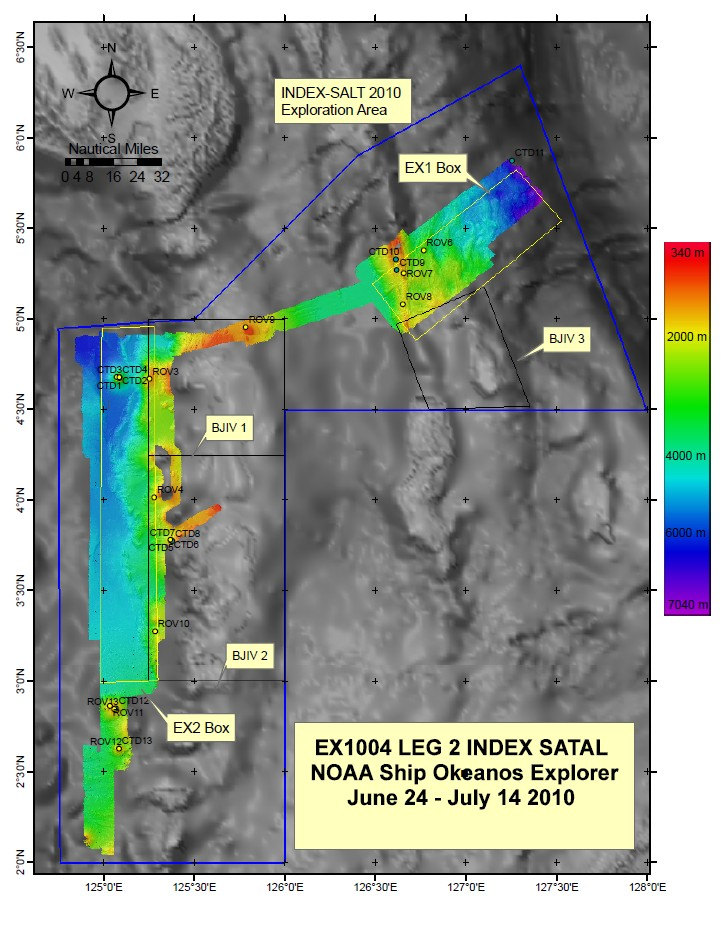 N
W
E
S
Nautical Miles
0 4 8 16 24 32
INDEX-SALT 2010
Exploration Area
EX1 Box
CTD11
CTD10
ROV6
CTD9
ROV7
ROV8
ROV9
BJIV 3
CTD3
CTD4
ROV3
CTD1
CTD2
BJIV 1
ROV4
CTD7
CTD8
CTD5
CTD6
ROV10
BJIV 2
ROV13
CTD12
ROV11
EX2 Box
ROV12
CTD13
EX1004 LEG 2 INDEX SATAL
NOAA Ship Okeanos Explorer
June 24 - July 14 2010
340 m
2000 m
4000 m
6000 m
7040 m
6°30'N
6°0'N
5°30'N
5°0'N
4°30'N
4°0'N
3°30'N
3°0'N
2°30'N
2°0'N
125°0'E
125°30'E
126°0'E
126°30'E
127°0'E
127°30'E
128°0'E